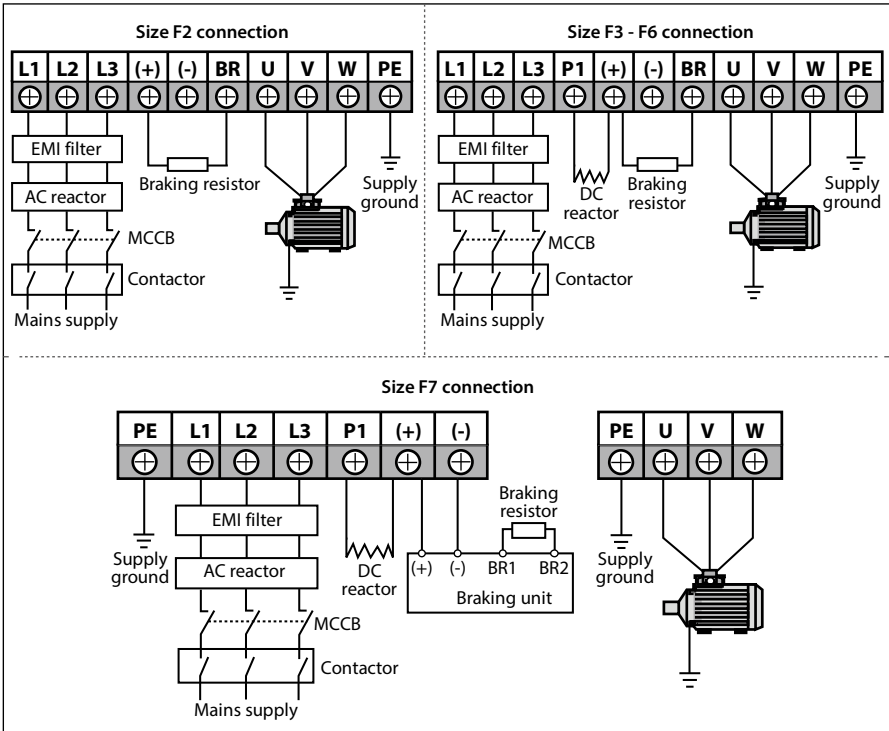 Size F2 connection
L1 L2 L3 (+) (-) BR U V W PE
EMI filter
AC reactor
Braking resistor
Supply
ground
MCCB
Contactor
Mains supply
Size F3 - F6 connection
L1 L2 L3 P1 (+) (-) BR U V W PE
EMI filter
AC reactor
DC
reactor
Braking
resistor
Supply
ground
MCCB
Contactor
Mains supply
Size F7 connection
PE L1 L2 L3 P1 (+) (-)
Supply
ground
EMI filter
AC reactor
DC
reactor
Braking
resistor
(+) (-) BR1 BR2
Braking unit
MCCB
Contactor
Mains supply
PE U V W
Supply
ground